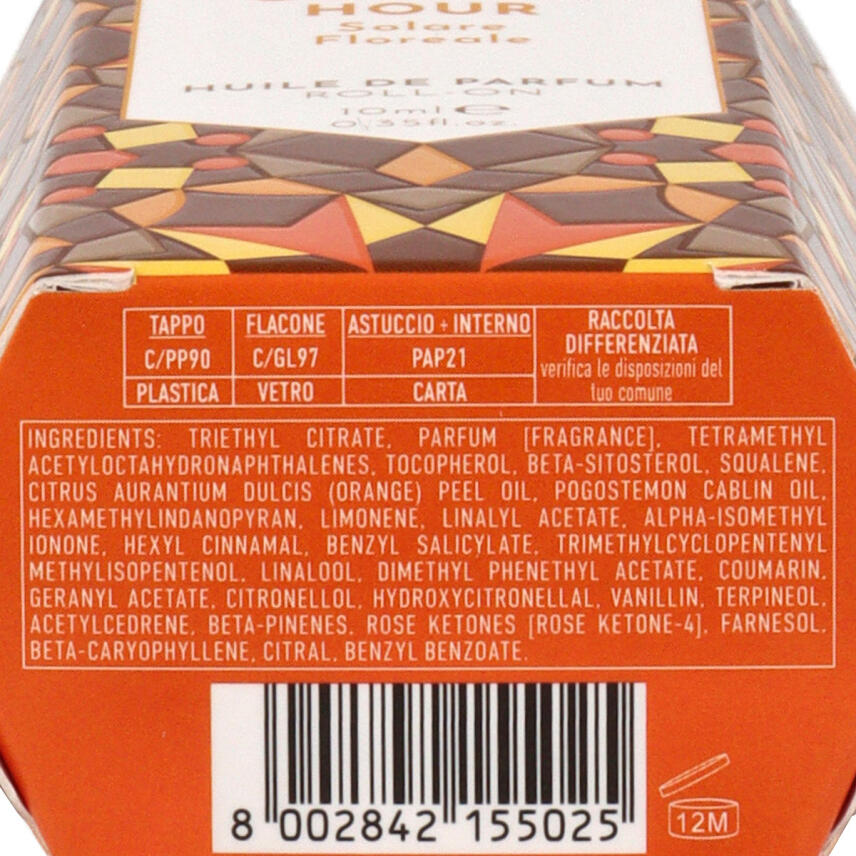 HOUR
Solare
Floreale
HUILE DE PARFUM
ROLL-ON
10ml ℮
0,35fl.oz.
TAPPO FLACONE ASTUCCIO + INTERNO RACCOLTA DIFFERENZIATA
C/PP90 C/GL97 PAP21 verifica le disposizioni del
PLASTICA VETRO CARTA tuo comune
INGREDIENTS: TRIETHYL CITRATE, PARFUM [FRAGRANCE], TETRAMETHYL
ACETYLOCTAHYDRONAPHTHALENES, TOCOPHEROL, BETA-SITOSTEROL, SQUALENE,
CITRUS AURANTIUM DULCIS (ORANGE) PEEL OIL, POGOSTEMON CABLIN OIL,
HEXAMETHYLINDANOPYRAN, LIMONENE, LINALYL ACETATE, ALPHA-ISOMETHYL
IONONE, HEXYL CINNAMAL, BENZYL SALICYLATE, TRIMETHYLCYCLOPENTENYL
METHYLISOPENTENOL, LINALOOL, DIMETHYL PHENETHYL ACETATE, COUMARIN,
GERANYL ACETATE, CITRONELLOL, HYDROXYCITRONELLAL, VANILLIN, TERPINEOL,
ACETYLCEDRENE, BETA-PINENES, ROSE KETONES [ROSE KETONE-4], FARNESOL,
BETA-CARYOPHYLLENE, CITRAL, BENZYL BENZOATE.
8 002842 155025
12M